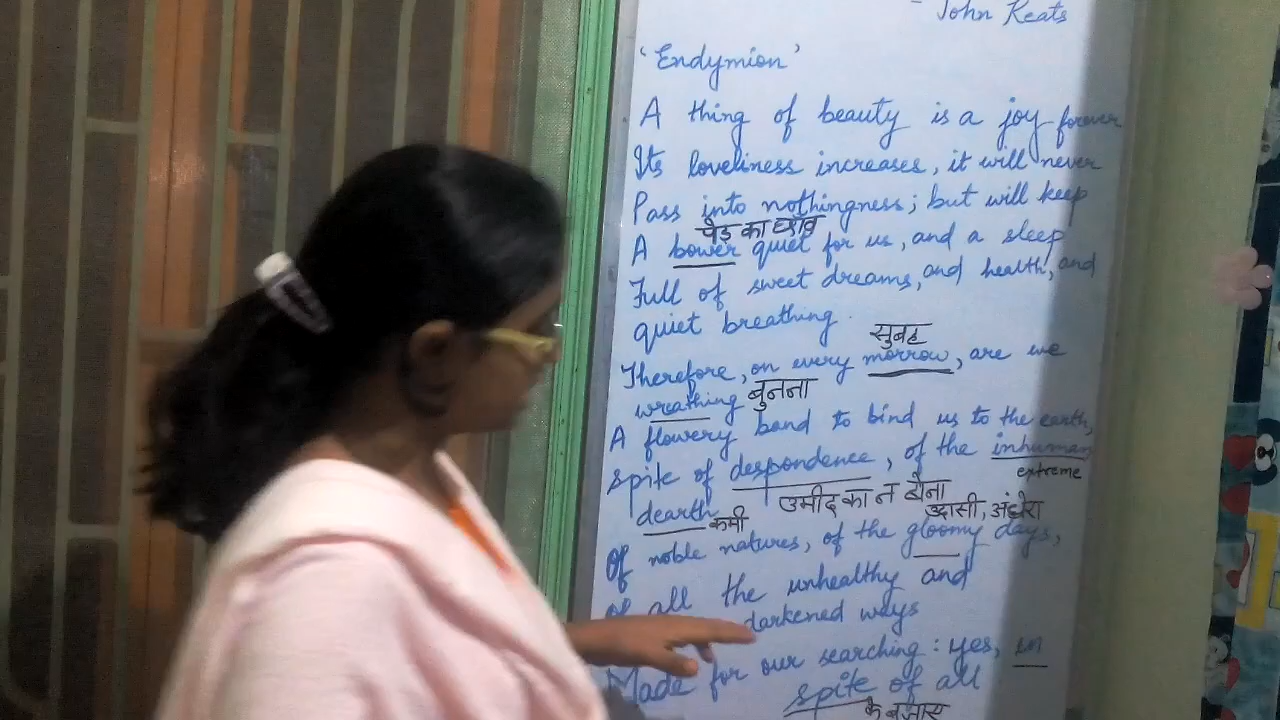 - John Keats
'Endymion'
A thing of beauty is a joy forever
Its loveliness increases, it will never
Pass into nothingness; but will keep
पेड़ का छाँव
A bower quiet for us, and a sleep
Full of sweet dreams, and health, and
quiet breathing.
सुबह
Therefore, on every morrow, are we
wreathing बुनना
A flowery band to bind us to the earth,
Spite of despondence, of the inhuman
extreme
उमीद का न होना
dearth कमी
उदासी, अंधेरा
Of noble natures, of the gloomy days,
Of all the unhealthy and
darkened ways
Made for our searching : yes, in
spite of all
के बजाय